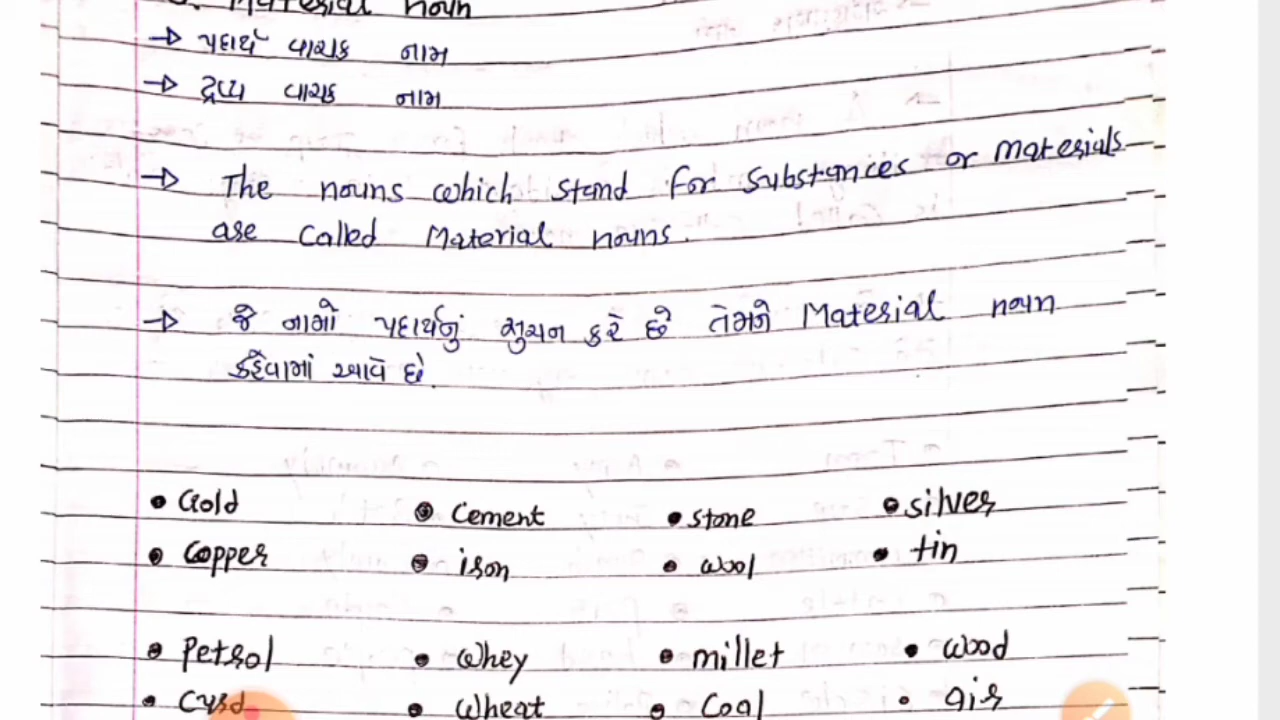 Material noun
→ પદાર્થ વાચક નામ
→ દ્રવ્ય વાચક નામ
→ The nouns which stand for substances or materials
are called Material nouns.
→ જે નામો પદાર્થનું સુચન કરે છે તેમને Material noun
કહેવામાં આવે છે.
• Gold • Cement • stone • silver
• Copper • iron • wool • tin
• Petrol • whey • millet • wood
• Curd • wheat • Coal • air